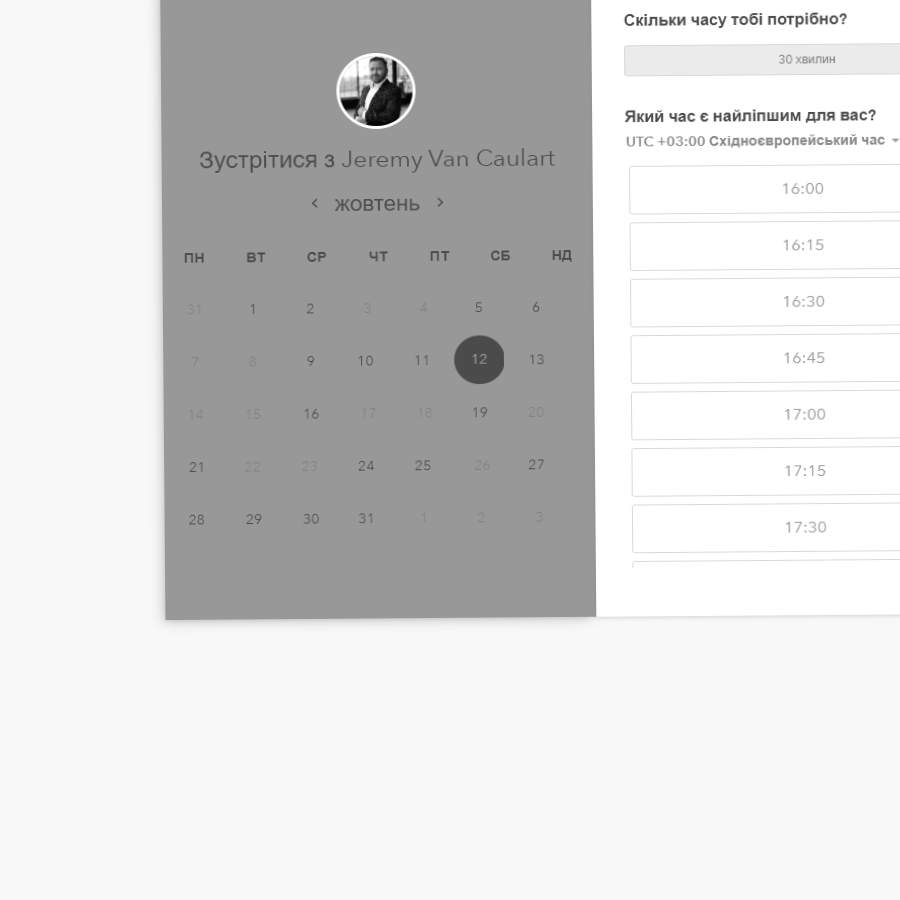 Зустрітися з Jeremy Van Caulart
‹ жовтень ›
ПН ВТ СР ЧТ ПТ СБ НД
31 1 2 3 4 5 6
7 8 9 10 11 12 13
14 15 16 17 18 19 20
21 22 23 24 25 26 27
28 29 30 31 1 2 3
Скільки часу тобі потрібно?
30 хвилин
Який час є найліпшим для вас?
UTC +03:00 Східноєвропейський час
16:00
16:15
16:30
16:45
17:00
17:15
17:30